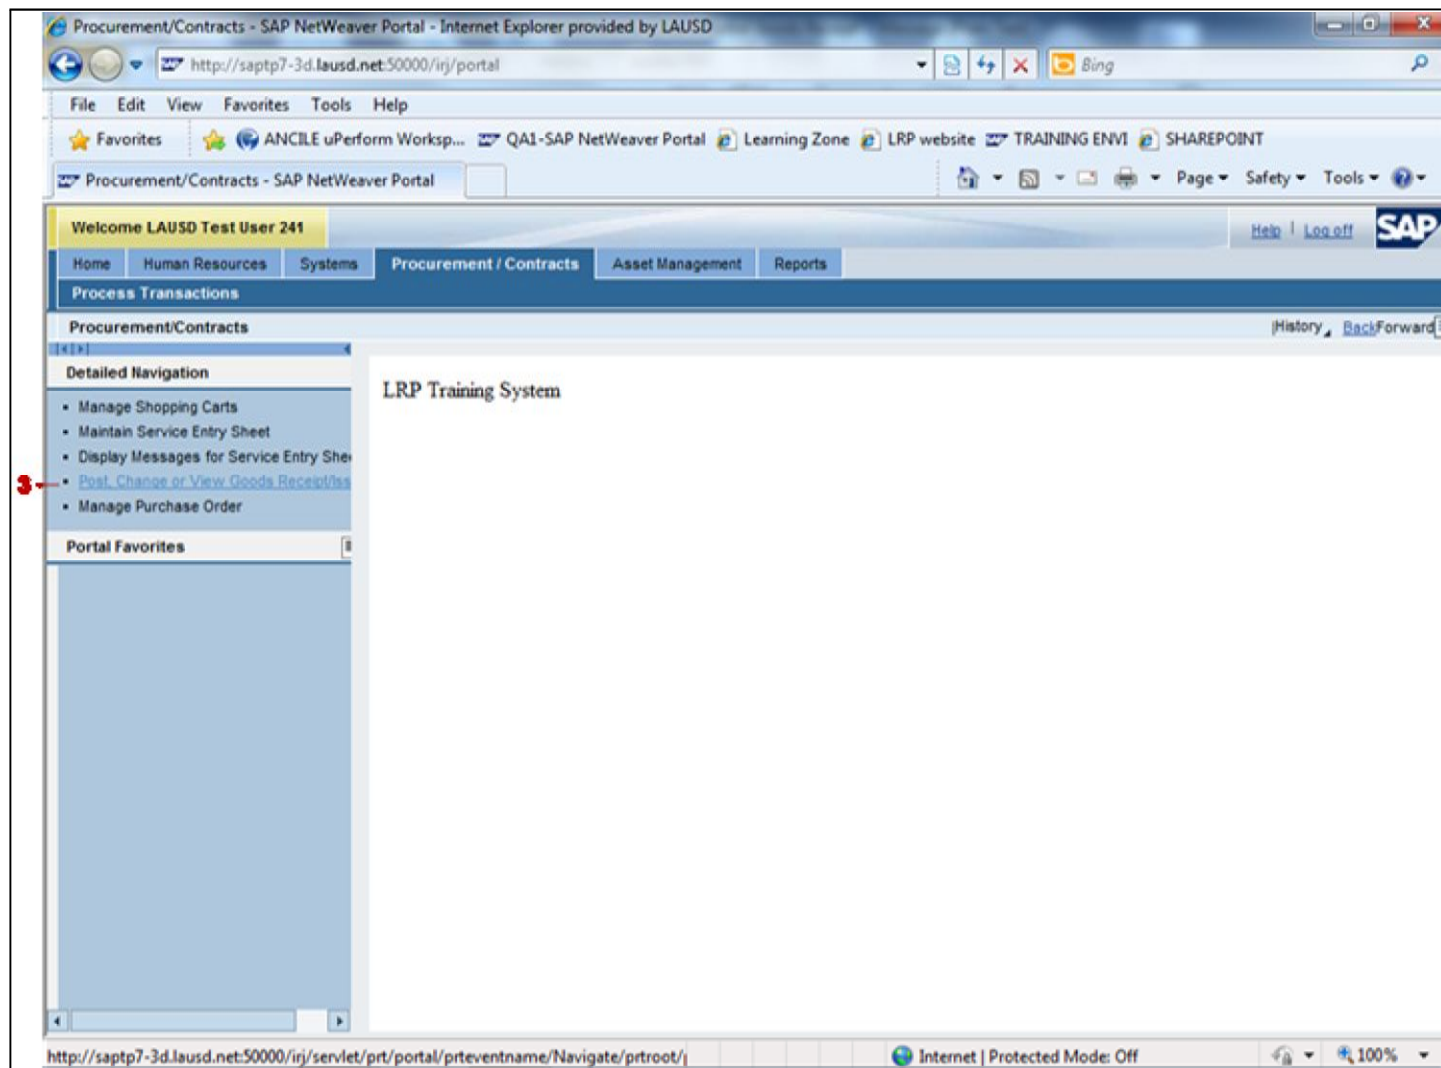 Procurement/Contracts - SAP NetWeaver Portal - Internet Explorer provided by LAUSD
http://saptp7-3d.lausd.net:50000/irj/portal
Bing
File Edit View Favorites Tools Help
Favorites ANCILE uPerform Worksp... QA1-SAP NetWeaver Portal Learning Zone LRP website TRAINING ENVI SHAREPOINT
Procurement/Contracts - SAP NetWeaver Portal
Page Safety Tools
Welcome LAUSD Test User 241
Help | Log off SAP
Home Human Resources Systems Procurement / Contracts Asset Management Reports
Process Transactions
Procurement/Contracts
|History Back Forward
Detailed Navigation
LRP Training System
• Manage Shopping Carts
• Maintain Service Entry Sheet
• Display Messages for Service Entry Shee
3 • Post, Change or View Goods Receipt/Iss
• Manage Purchase Order
Portal Favorites
http://saptp7-3d.lausd.net:50000/irj/servlet/prt/portal/prteventname/Navigate/prtroot/p
Internet | Protected Mode: Off
100%